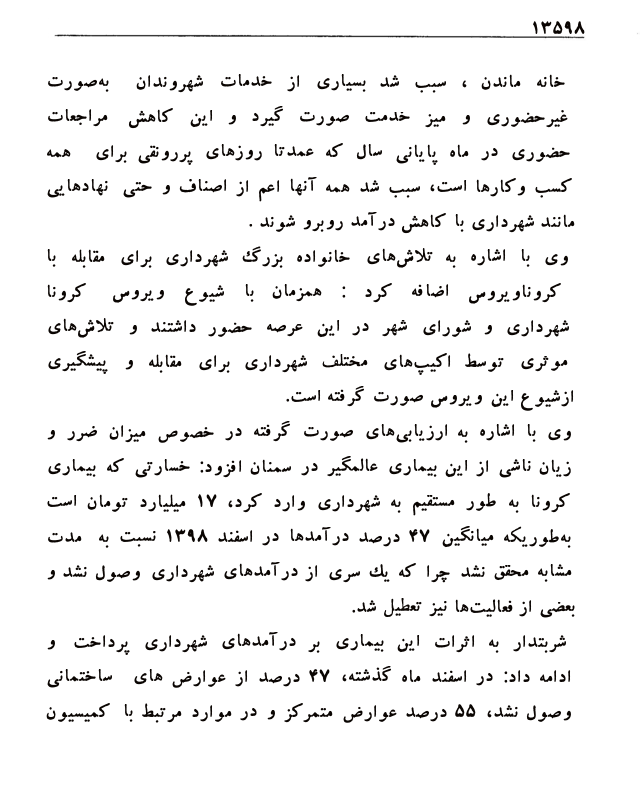 ۱۳۵۹۸
خانه ماندن ، سبب شد بسیاری از خدمات شهروندان به‌صورت
غیرحضوری و میز خدمت صورت گیرد و این کاهش مراجعات
حضوری در ماه پایانی سال که عمدتا روزهای پررونقی برای همه
کسب وکارها است، سبب شد همه آنها اعم از اصناف و حتی نهادهایی
مانند شهرداری با کاهش درآمد روبرو شوند .
وی با اشاره به تلاش‌های خانواده بزرگ شهرداری برای مقابله با
کروناویروس اضافه کرد : همزمان با شیوع ویروس کرونا
شهرداری و شورای شهر در این عرصه حضور داشتند و تلاش‌های
موثری توسط اکیپ‌های مختلف شهرداری برای مقابله و پیشگیری
ازشیوع این ویروس صورت گرفته است.
وی با اشاره به ارزیابی‌های صورت گرفته در خصوص میزان ضرر و
زیان ناشی از این بیماری عالمگیر در سمنان افزود: خسارتی که بیماری
کرونا به طور مستقیم به شهرداری وارد کرد، ۱۷ میلیارد تومان است
به‌طوریکه میانگین ۴۷ درصد درآمدها در اسفند ۱۳۹۸ نسبت به مدت
مشابه محقق نشد چرا که یك سری از درآمدهای شهرداری وصول نشد و
بعضی از فعالیت‌ها نیز تعطیل شد.
شربتدار به اثرات این بیماری بر درآمدهای شهرداری پرداخت و
ادامه داد: در اسفند ماه گذشته، ۴۷ درصد از عوارض های ساختمانی
وصول نشد، ۵۵ درصد عوارض متمرکز و در موارد مرتبط با کمیسیون